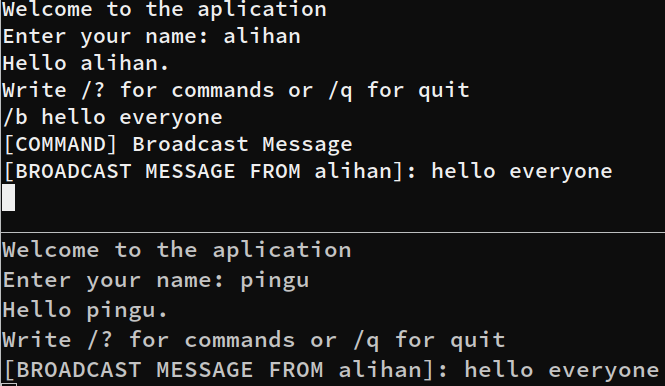 Welcome to the aplication
Enter your name: alihan
Hello alihan.
Write /? for commands or /q for quit
/b hello everyone
[COMMAND] Broadcast Message
[BROADCAST MESSAGE FROM alihan]: hello everyone
Welcome to the aplication
Enter your name: pingu
Hello pingu.
Write /? for commands or /q for quit
[BROADCAST MESSAGE FROM alihan]: hello everyone